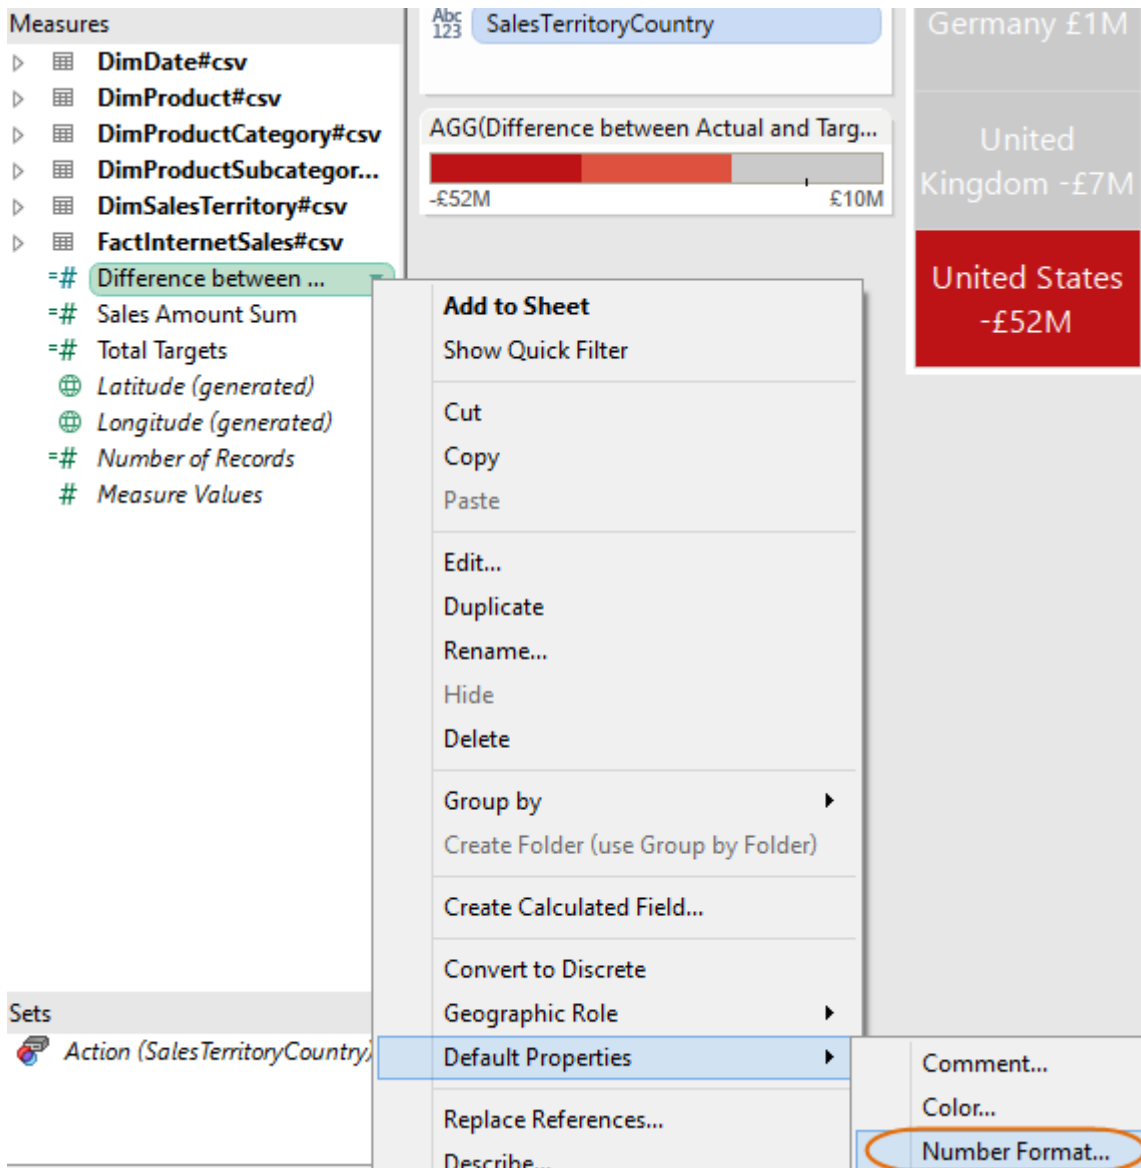 Measures
DimDate#csv
DimProduct#csv
DimProductCategory#csv
DimProductSubcategor...
DimSalesTerritory#csv
FactInternetSales#csv
=# Difference between ...
=# Sales Amount Sum
=# Total Targets
Latitude (generated)
Longitude (generated)
=# Number of Records
# Measure Values
Sets
Action (SalesTerritoryCountry)
Abc
123
SalesTerritoryCountry
AGG(Difference between Actual and Targ...
-£52M £10M
Germany £1M
United
Kingdom -£7M
United States
-£52M
Add to Sheet
Show Quick Filter
Cut
Copy
Paste
Edit...
Duplicate
Rename...
Hide
Delete
Group by
Create Folder (use Group by Folder)
Create Calculated Field...
Convert to Discrete
Geographic Role
Default Properties
Replace References...
Describe...
Comment...
Color...
Number Format...